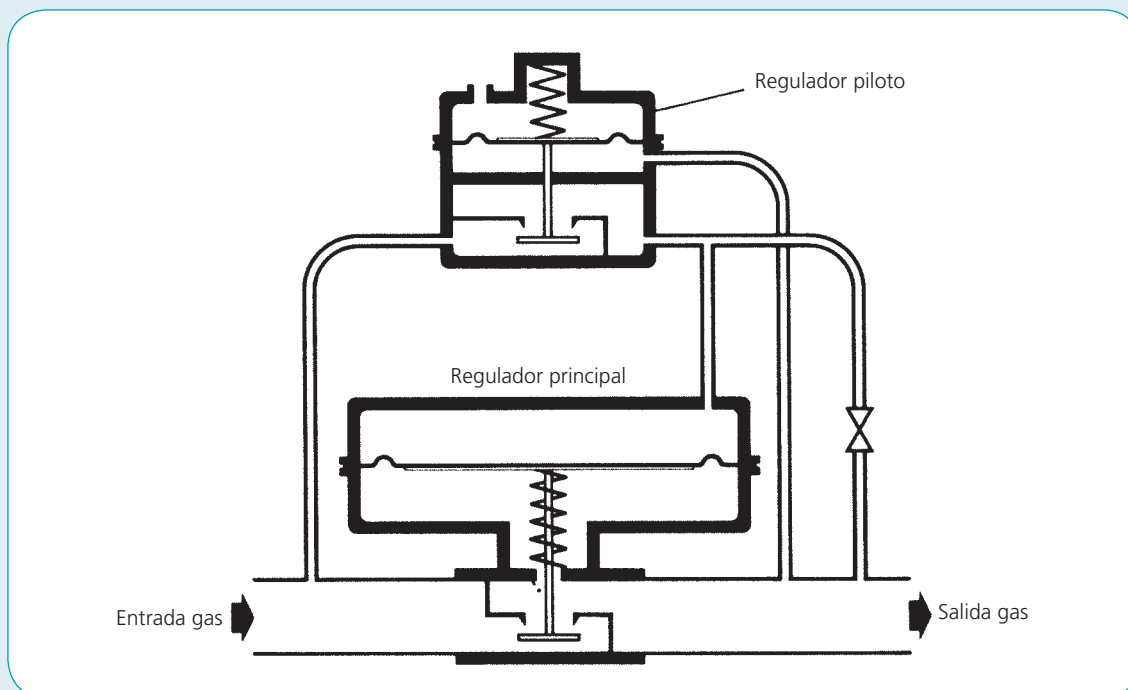 Regulador piloto
Regulador principal
Entrada gas
Salida gas